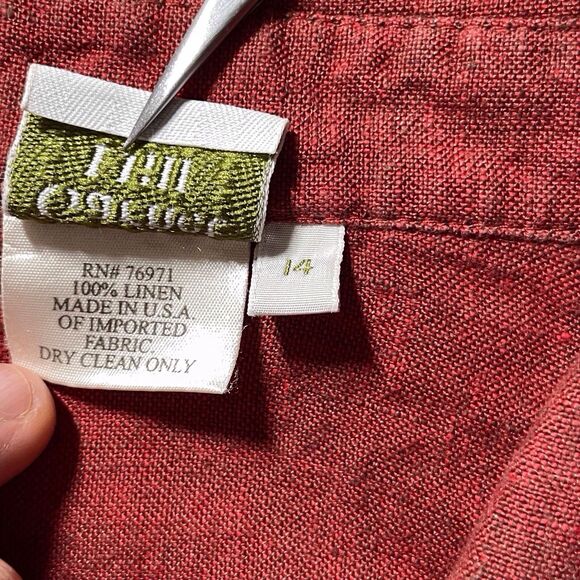 RN# 76971
100% LINEN
MADE IN U.S.A
OF IMPORTED
FABRIC.
DRY CLEAN ONLY
14